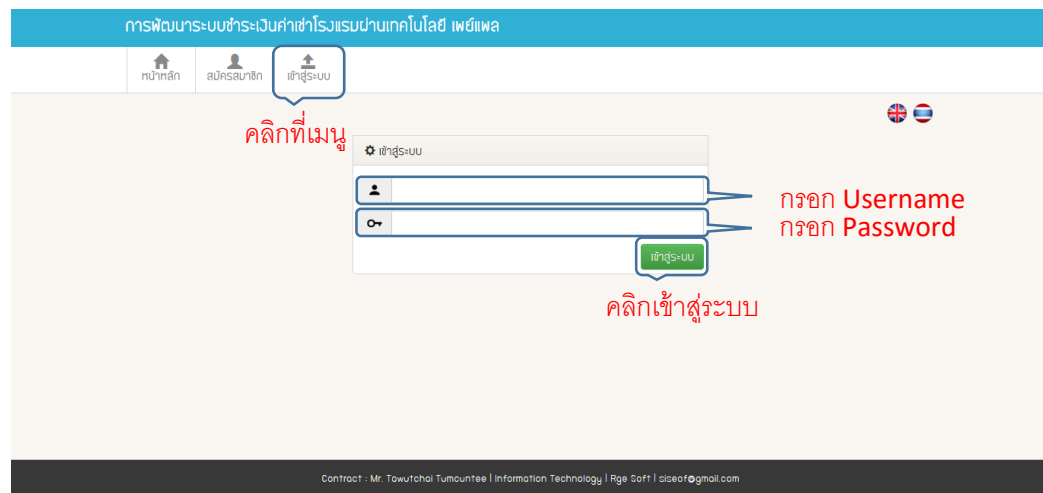 การพัฒนาระบบชำระเงินค่าเช่าโรงแรมผ่านเทคโนโลยี เพย์แพล
หน้าหลัก สมัครสมาชิก เข้าสู่ระบบ
คลิกที่เมนู
เข้าสู่ระบบ
กรอก Username
กรอก Password
เข้าสู่ระบบ
คลิกเข้าสู่ระบบ
Contract : Mr. Tawutchai Tumcuntee | Information Technology | Rge Soft | siseof@gmail.com